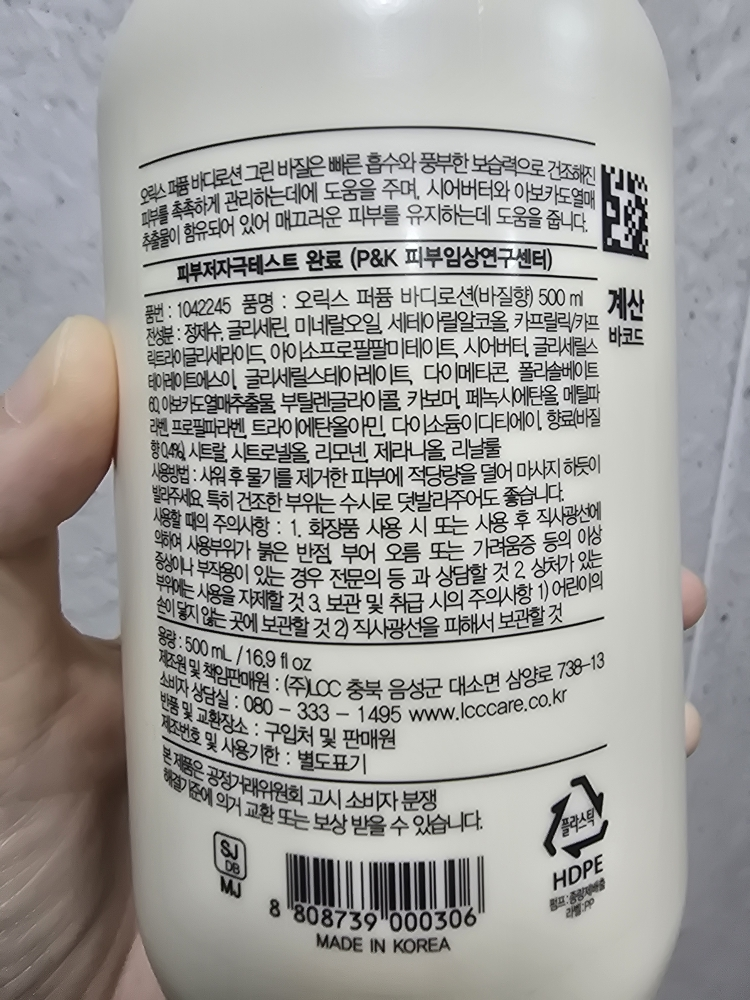 오릭스 퍼퓸 바디로션 그린 바질은 빠른 흡수와 풍부한 보습력으로 건조해진
피부를 촉촉하게 관리하는데에 도움을 주며, 시어버터와 아보카도열매
추출물이 함유되어 있어 매끄러운 피부를 유지하는데 도움을 줍니다.
피부저자극테스트 완료 (P&K 피부임상연구센터)
계산
바코드
품번 : 1042245 품명 : 오릭스 퍼퓸 바디로션(바질향) 500 ml
전성분 : 정제수, 글리세린, 미네랄오일, 세테아릴알코올, 카프릴릭/카프
릭트라이글리세라이드, 아이소프로필팔미테이트, 시어버터, 글리세릴스
테아레이트에스이, 글리세릴스테아레이트, 다이메티콘, 폴리솔베이트
60, 아보카도열매추출물, 부틸렌글라이콜, 카보머, 페녹시에탄올, 메틸파
라벤, 프로필파라벤, 트라이에탄올아민, 다이소듐이디티에이, 향료(바질
향 0.4%), 시트랄, 시트로넬올, 리모넨, 제라니올, 리날룰
사용방법 : 샤워 후 물기를 제거한 피부에 적당량을 덜어 마사지 하듯이
발라주세요. 특히 건조한 부위는 수시로 덧발라주어도 좋습니다.
사용할 때의 주의사항 : 1. 화장품 사용 시 또는 사용 후 직사광선에
의하여 사용부위가 붉은 반점, 부어 오름 또는 가려움증 등의 이상
증상이나 부작용이 있는 경우 전문의 등 과 상담할 것 2. 상처가 있는
부위에는 사용을 자제할 것 3. 보관 및 취급 시의 주의사항 1) 어린이의
손이 닿지 않는 곳에 보관할 것 2) 직사광선을 피해서 보관할 것
용량 : 500 mL / 16.9 fl oz
제조원 및 책임판매원 : (주)LCC 충북 음성군 대소면 삼양로 738-13
소비자 상담실 : 080 - 333 - 1495 www.lcccare.co.kr
반품 및 교환장소 : 구입처 및 판매원
제조번호 및 사용기한 : 별도표기
본 제품은 공정거래위원회 고시 소비자 분쟁
해결기준에 의거 교환 또는 보상 받을 수 있습니다.
플라스틱
HDPE
펌프 : 종량제배출
라벨 : PP
SJ
DB
MJ
8 808739 000306
MADE IN KOREA